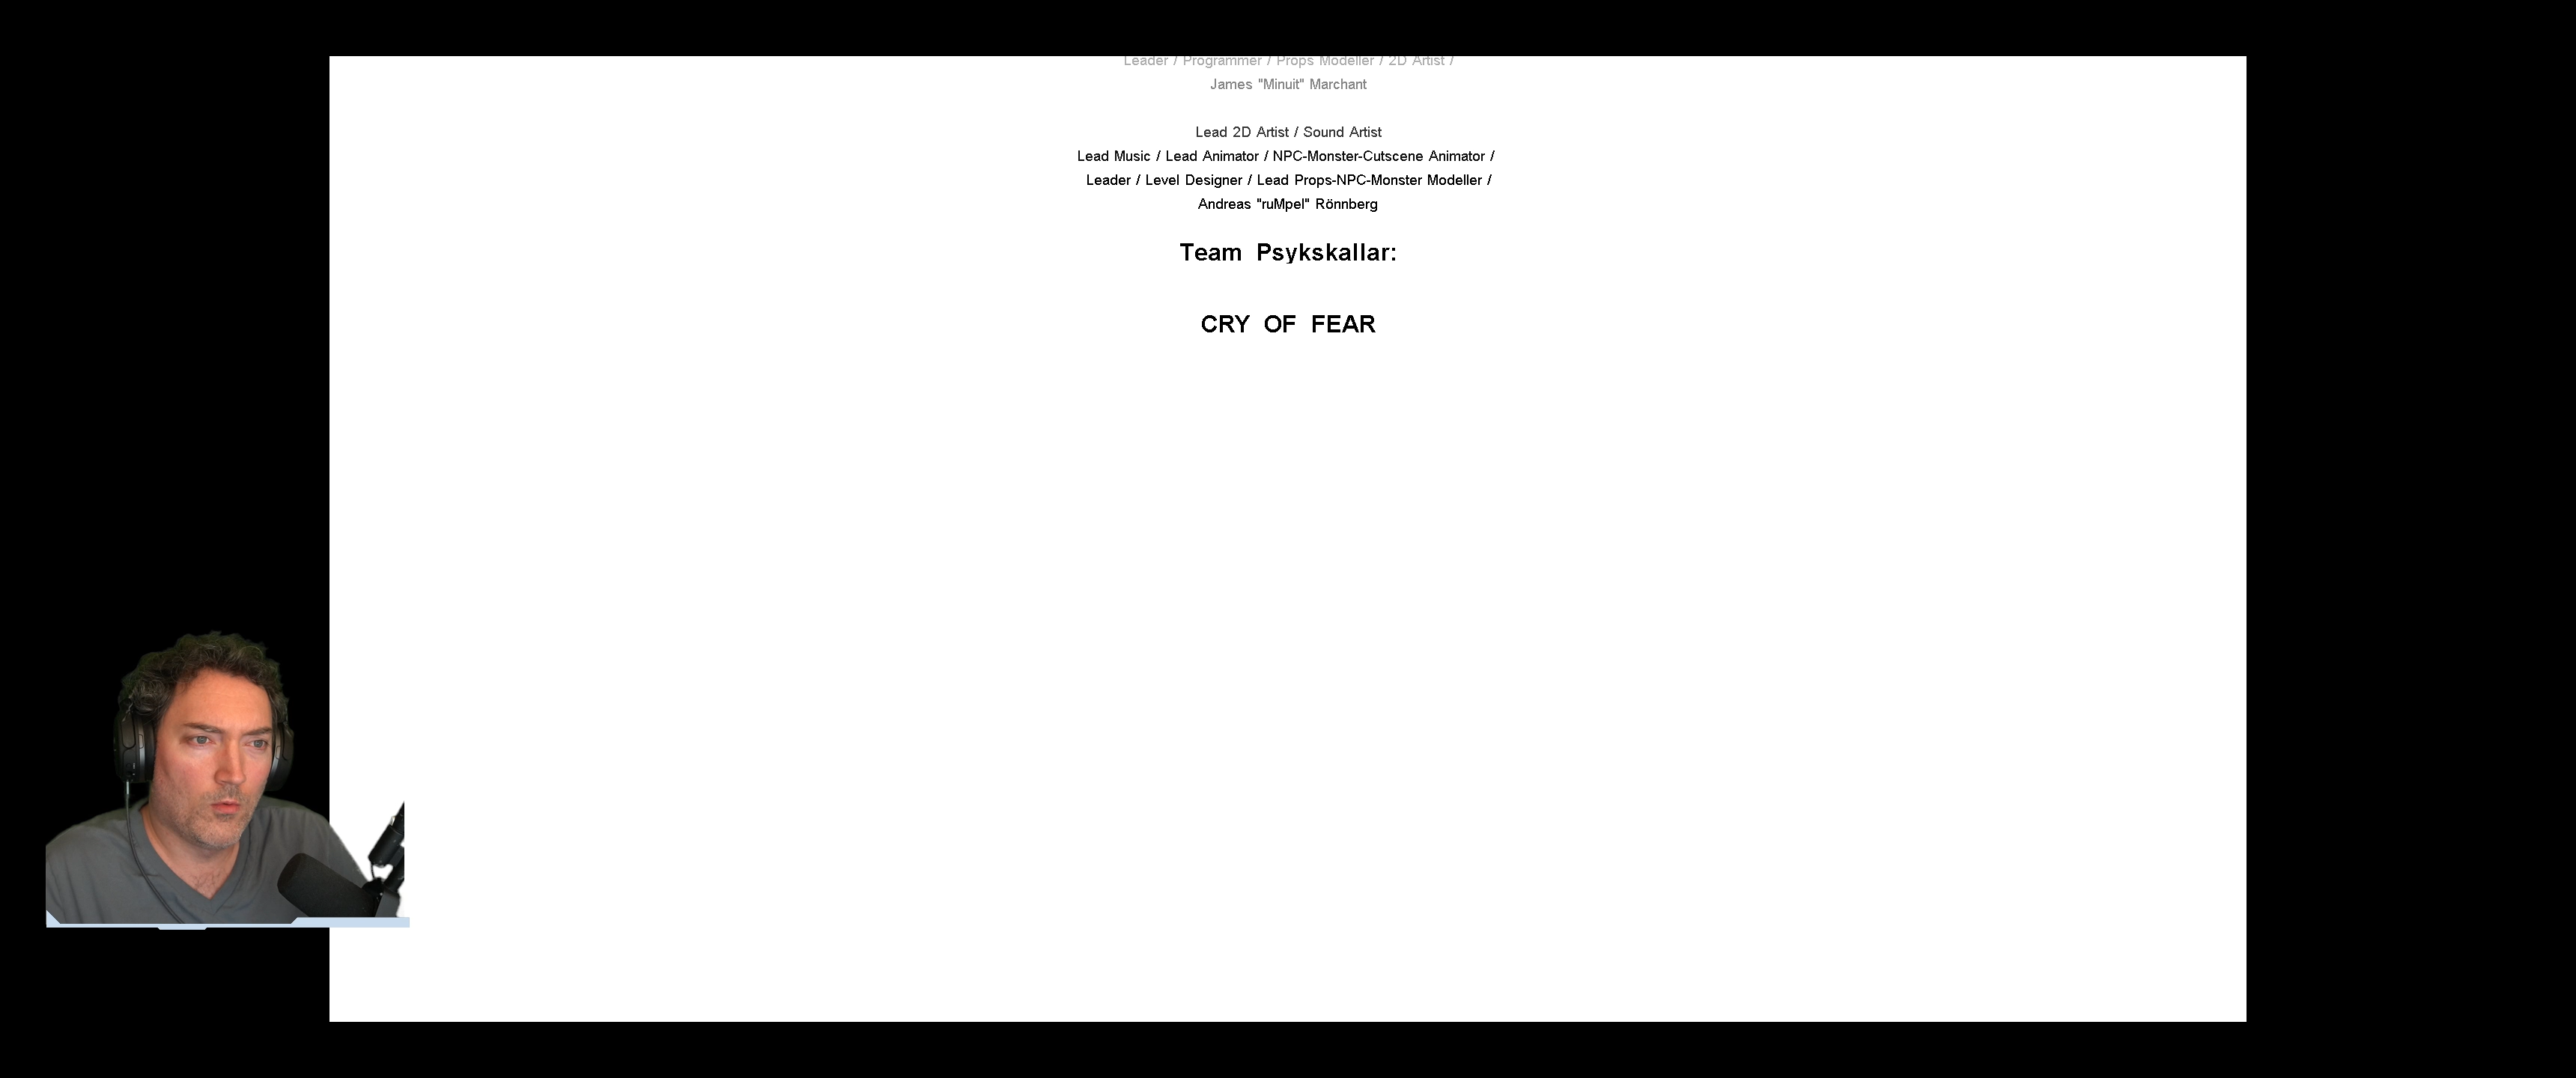 Leader / Programmer / Props Modeller / 2D Artist /
James "Minuit" Marchant
Lead 2D Artist / Sound Artist
Lead Music / Lead Animator / NPC-Monster-Cutscene Animator /
Leader / Level Designer / Lead Props-NPC-Monster Modeller /
Andreas "ruMpel" Rönnberg
Team Psykskallar:
CRY OF FEAR